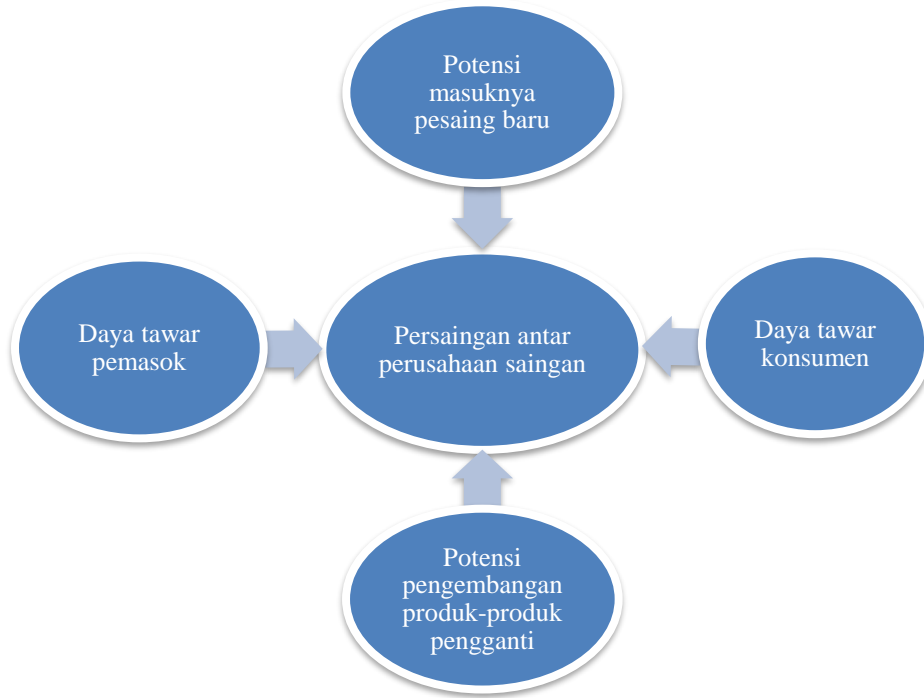 Potensi
masuknya
pesaing baru
Daya tawar
pemasok
Persaingan antar
perusahaan saingan
Daya tawar
konsumen
Potensi
pengembangan
produk-produk
pengganti